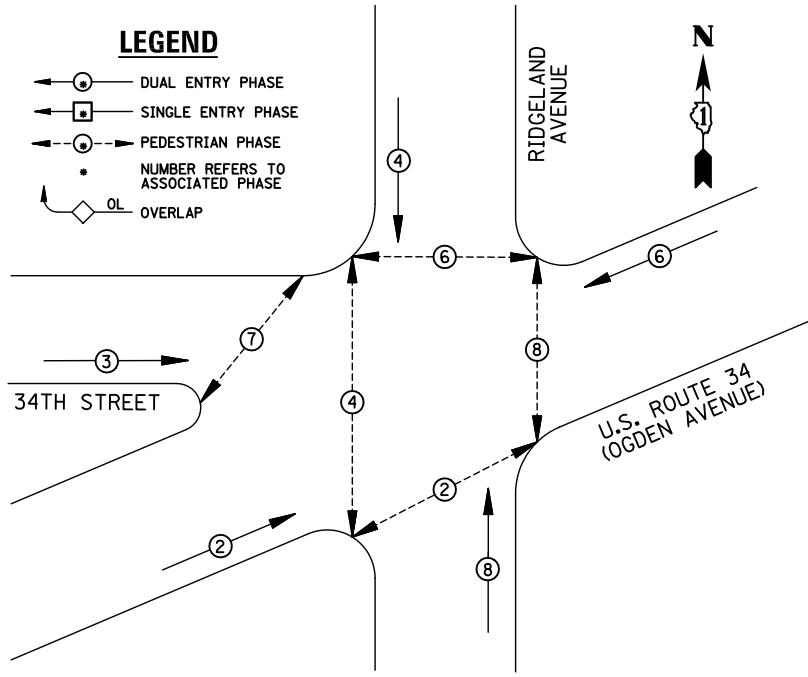 LEGEND
* DUAL ENTRY PHASE
* SINGLE ENTRY PHASE
* PEDESTRIAN PHASE
* NUMBER REFERS TO
ASSOCIATED PHASE
OL OVERLAP
RIDGELAND
AVENUE
N
1
4
6
6
7
8
3
4
34TH STREET
U.S. ROUTE 34
(OGDEN AVENUE)
2
2
8